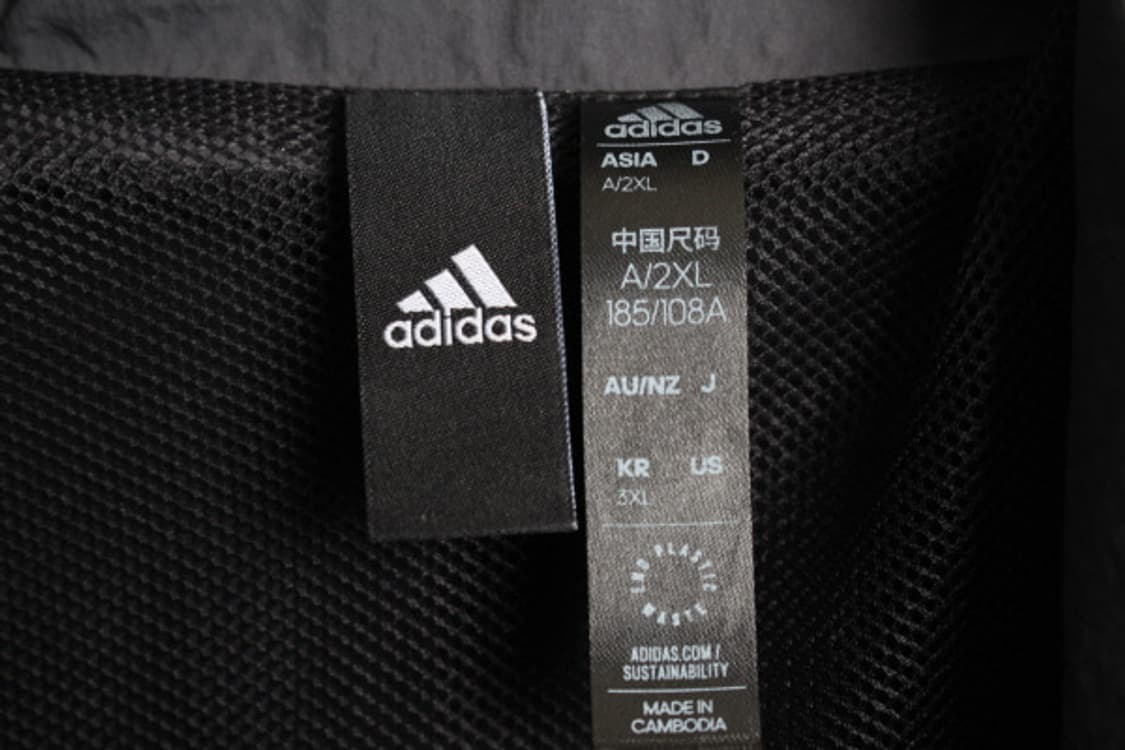 adidas
adidas
ASIA D
A/2XL
中国尺码
A/2XL
185/108A
AU/NZ J
KR US
3XL
END PLASTIC WASTE
ADIDAS.COM /
SUSTAINABILITY
MADE IN
CAMBODIA